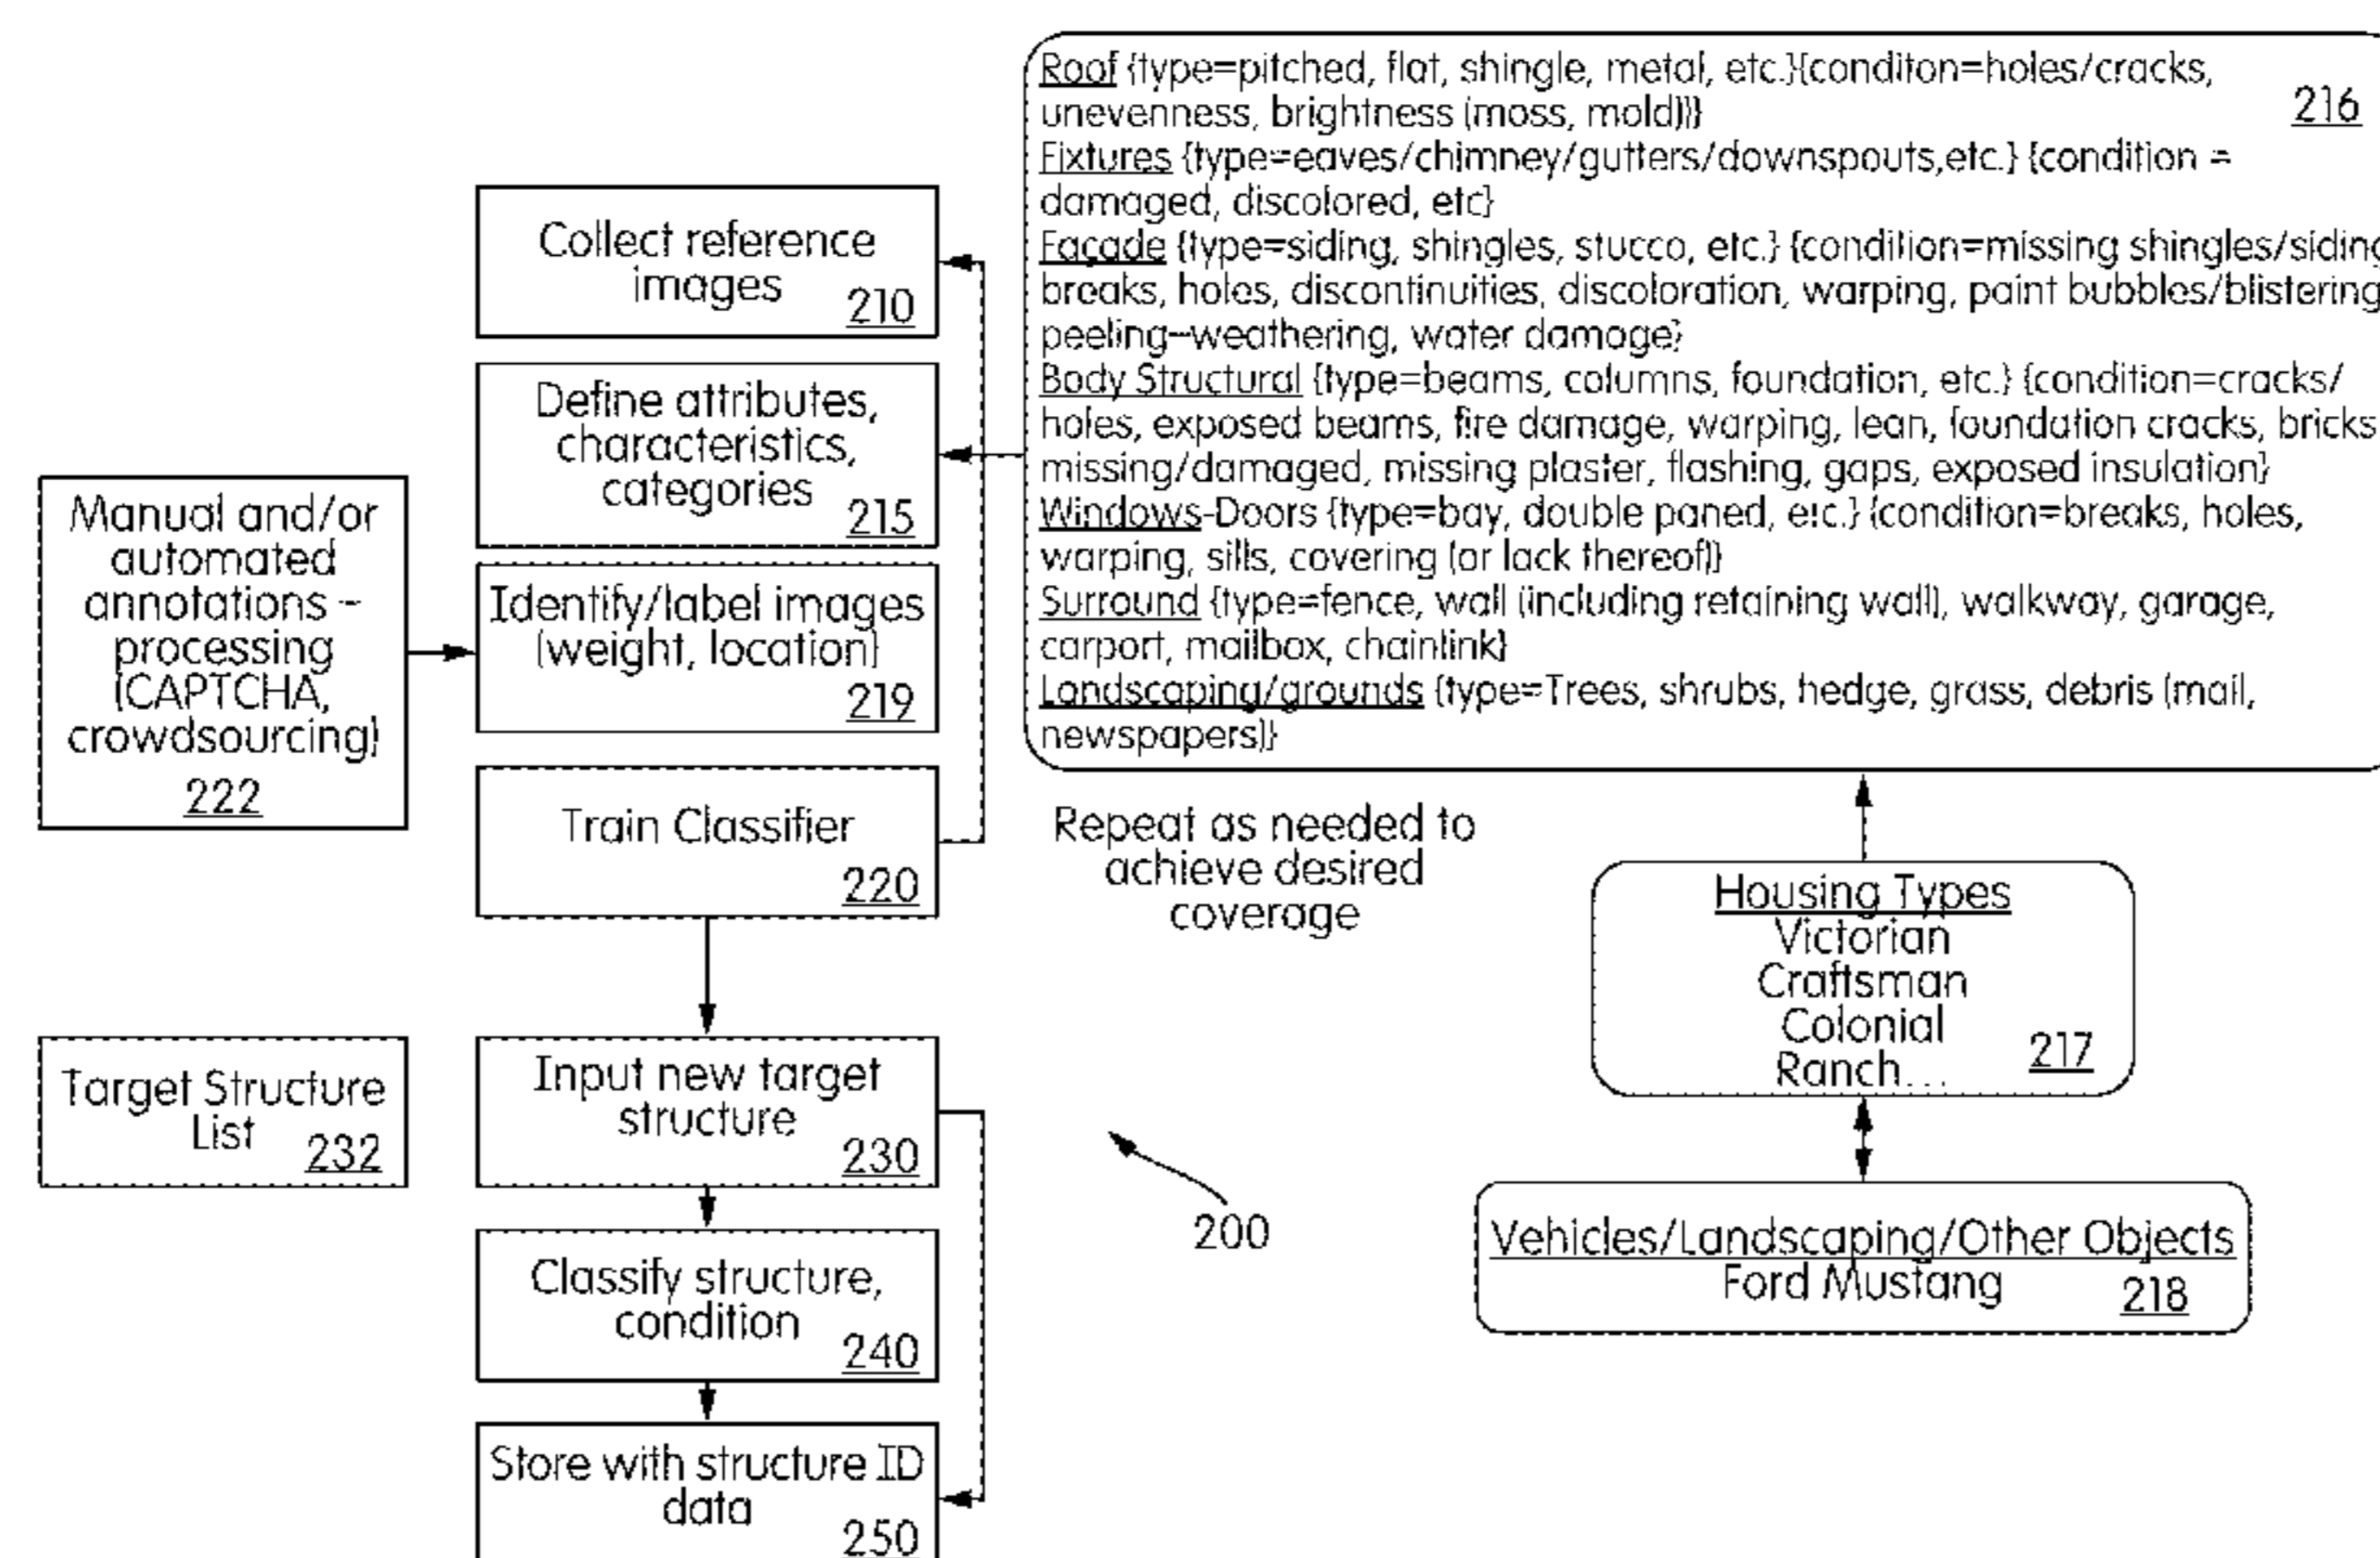 Roof {type=pitched, flat, shingle, metal, etc.}{conditon=holes/cracks,
unevenness, brightness (moss, mold)}}
216
Fixtures {type=eaves/chimney/gutters/downspouts,etc.} {condition =
damaged, discolored, etc}
Façade {type=siding, shingles, stucco, etc.} {condition=missing shingles/siding
breaks, holes, discontinuities, discoloration, warping, paint bubbles/blistering
peeling–weathering, water damage}
Body Structural {type=beams, columns, foundation, etc.} {condition=cracks/
holes, exposed beams, fire damage, warping, lean, foundation cracks, bricks
missing/damaged, missing plaster, flashing, gaps, exposed insulation}
Windows-Doors {type=bay, double paned, etc.} {condition=breaks, holes,
warping, sills, covering (or lack thereof)}
Surround {type=fence, wall (including retaining wall), walkway, garage,
carport, mailbox, chainlink}
Landscaping/grounds {type=Trees, shrubs, hedge, grass, debris (mail,
newspapers)}
Collect reference
images
210
Define attributes,
characteristics,
categories
215
Manual and/or
automated
annotations –
processing
(CAPTCHA,
crowdsourcing)
222
Identify/label images
(weight, location)
219
Train Classifier
220
Repeat as needed to
achieve desired
coverage
Housing Types
Victorian
Craftsman
Colonial
Ranch...
217
Target Structure
List
232
Input new target
structure
230
200
Vehicles/Landscaping/Other Objects
Ford Mustang
218
Classify structure,
condition
240
Store with structure ID
data
250